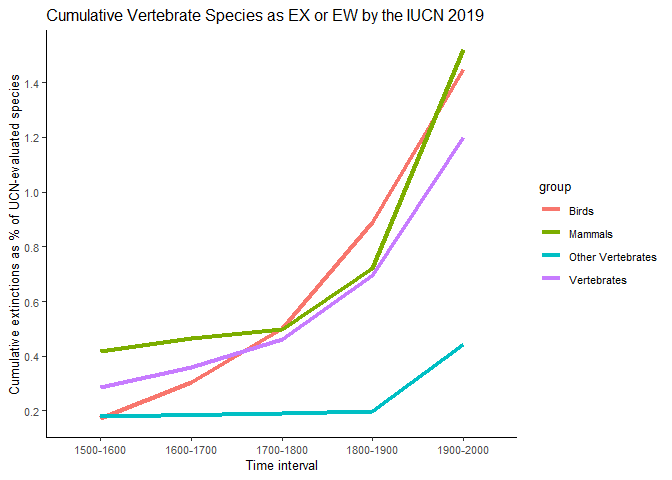 Cumulative Vertebrate Species as EX or EW by the IUCN 2019
Cumulative extinctions as % of UCN-evaluated species
1.4
1.2
1.0
0.8
0.6
0.4
0.2
1500-1600
1600-1700
1700-1800
1800-1900
1900-2000
Time interval
group
Birds
Mammals
Other Vertebrates
Vertebrates